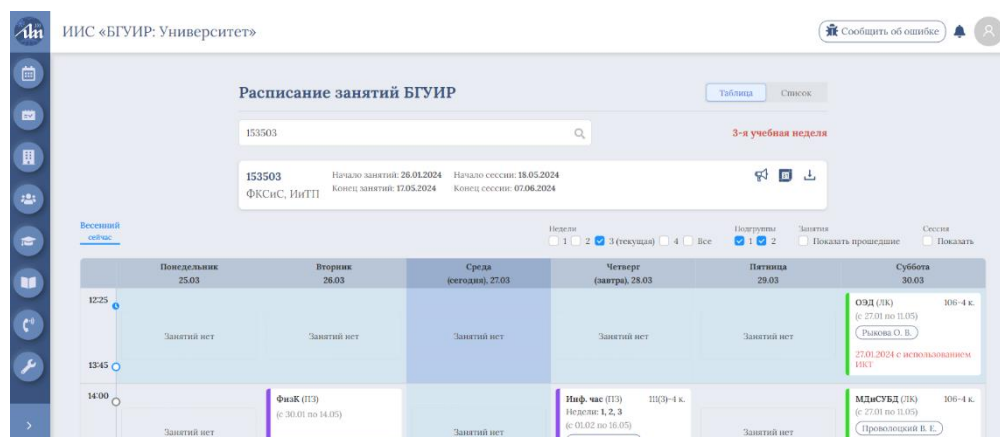 ИИС «БГУИР: Университет»
Сообщить об ошибке
Расписание занятий БГУИР
Таблица Список
153503
3-я учебная неделя
153503 Начало занятий: 26.01.2024 Начало сессии: 18.05.2024
ФКСиС, ИиТП Конец занятий: 17.05.2024 Конец сессии: 07.06.2024
Весенний
сейчас
Недели Подгруппы Занятия Сессия
1 2 3 (текущая) 4 Все 1 2 Показать прошедшие Показать
Понедельник Вторник Среда Четверг Пятница Суббота
25.03 26.03 (сегодня), 27.03 (завтра), 28.03 29.03 30.03
12:25 ОЭД (ЛК) 106-4 к.
(с 27.01 по 11.05)
Занятий нет Занятий нет Занятий нет Занятий нет Занятий нет Рыкова О. В.
27.01.2024 с использованием
13:45 ИКТ
14:00 ФизК (ПЗ) Инф. час (ПЗ) 111(3)-4 к. МДиСУБД (ЛК) 106-4 к.
(с 30.01 по 14.05) Недели: 1, 2, 3 (с 27.01 по 11.05)
(с 01.02 по 16.05)
Занятий нет Занятий нет Занятий нет Проволоцкий В. Е.